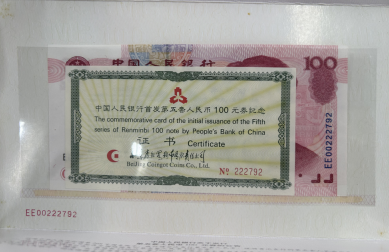 中国人民银行
100
中国人民银行首发第五套人民币100元券纪念
The commemorative card of the initial issuance of the Fifth
series of Renminbi 100 note by People's Bank of China
证 书 Certificate
Beijing Coingin Coins Co., Ltd.
No 222792
EE00222792
EE00222792